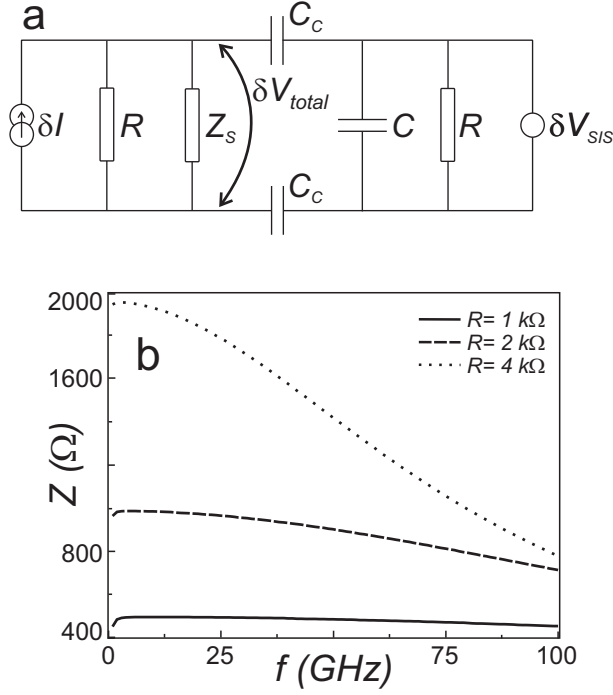 a
C_C
δI R Z_S δV_total C R δV_SIS
C_C
b
2000
1600
800
400
Z (Ω)
R= 1 kΩ
R= 2 kΩ
R= 4 kΩ
0 25 50 75 100
f (GHz)